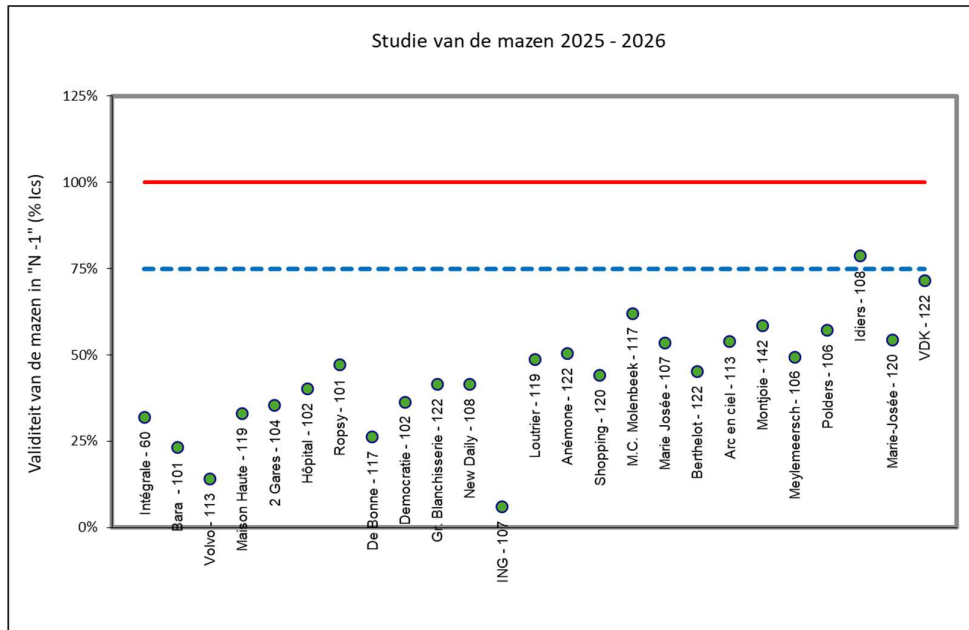 Studie van de mazen 2025 - 2026
Validiteit van de mazen in "N -1" (% Ics)
125%
100%
75%
50%
25%
0%
Intégrale - 60
Bara - 101
Volvo - 113
Maison Haute - 119
2 Gares - 104
Hôpital - 102
Ropsy - 101
De Bonne - 117
Democratie - 102
Gr. Blanchisserie - 122
New Daily - 108
ING - 107
Loutrier - 119
Anémone - 122
Shopping - 120
M.C. Molenbeek - 117
Marie Josée - 107
Berthelot - 122
Arc en ciel - 113
Montjoie - 142
Meylemeersch - 106
Polders - 106
Idiers - 108
Marie-Josée - 120
VDK - 122